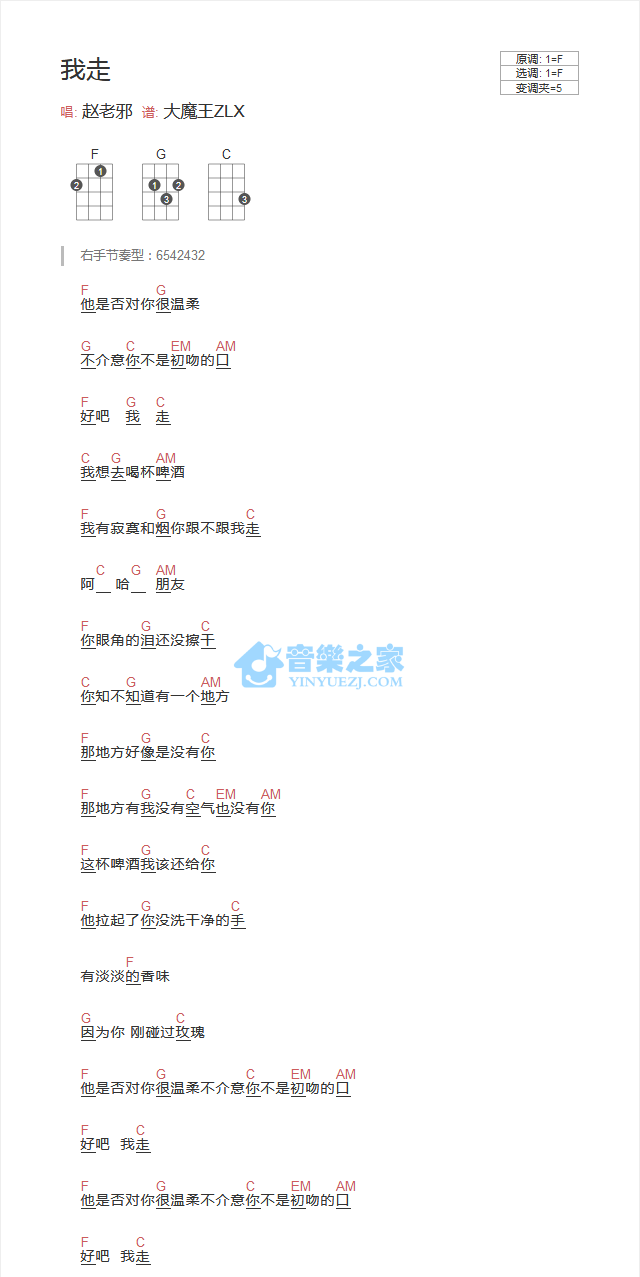 我走
原调: 1=F
选调: 1=F
变调夹=5
唱: 赵老邪 谱: 大魔王ZLX
F G C
2 1 1 2 3 3
右手节奏型 : 6542432
F G
他是否对你很温柔
G C EM AM
不介意你不是初吻的口
F G C
好吧 我 走
C G AM
我想去喝杯啤酒
F G C
我有寂寞和烟你跟不跟我走
C G AM
阿__ 哈__ 朋友
F G C
你眼角的泪还没擦干
音樂之家
YINYUEZJ.COM
C G AM
你知不知道有一个地方
F G C
那地方好像是没有你
F G C EM AM
那地方有我没有空气也没有你
F G C
这杯啤酒我该还给你
F G C
他拉起了你没洗干净的手
F
有淡淡的香味
G C
因为你 刚碰过玫瑰
F G C EM AM
他是否对你很温柔不介意你不是初吻的口
F C
好吧 我走
F G C EM AM
他是否对你很温柔不介意你不是初吻的口
F C
好吧 我走